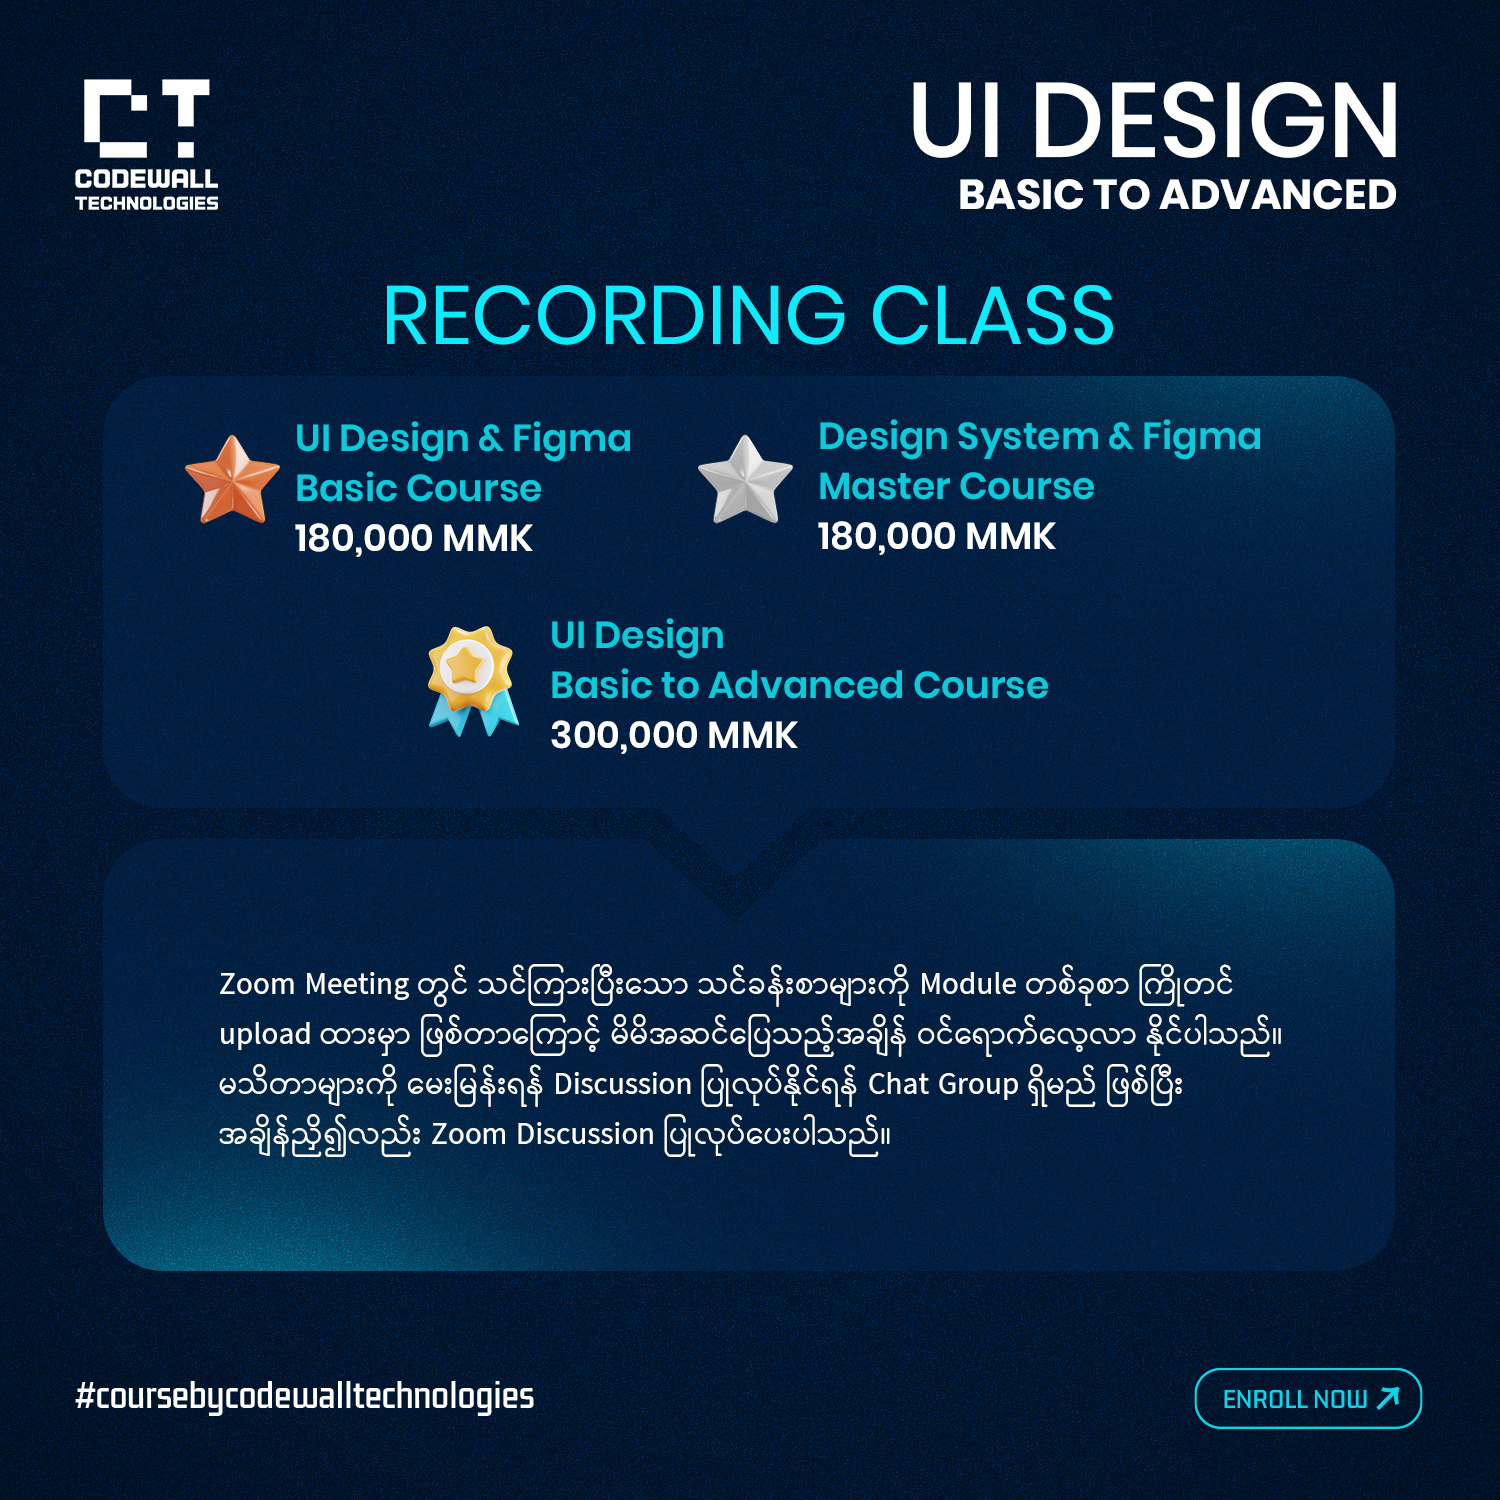 CT
CODEWALL
TECHNOLOGIES
UI DESIGN
BASIC TO ADVANCED
RECORDING CLASS
UI Design & Figma
Basic Course
180,000 MMK
Design System & Figma
Master Course
180,000 MMK
UI Design
Basic to Advanced Course
300,000 MMK
Zoom Meeting တွင် သင်ကြားပြီးသော သင်ခန်းစာများကို Module တစ်ခုစာ ကြိုတင်
upload ထားမှာ ဖြစ်တာကြောင့် မိမိအဆင်ပြေသည့်အချိန် ဝင်ရောက်လေ့လာ နိုင်ပါသည်။
မသိတာများကို မေးမြန်းရန် Discussion ပြုလုပ်နိုင်ရန် Chat Group ရှိမည် ဖြစ်ပြီး
အချိန်ညှိ၍လည်း Zoom Discussion ပြုလုပ်ပေးပါသည်။
#coursebycodewalltechnologies
ENROLL NOW